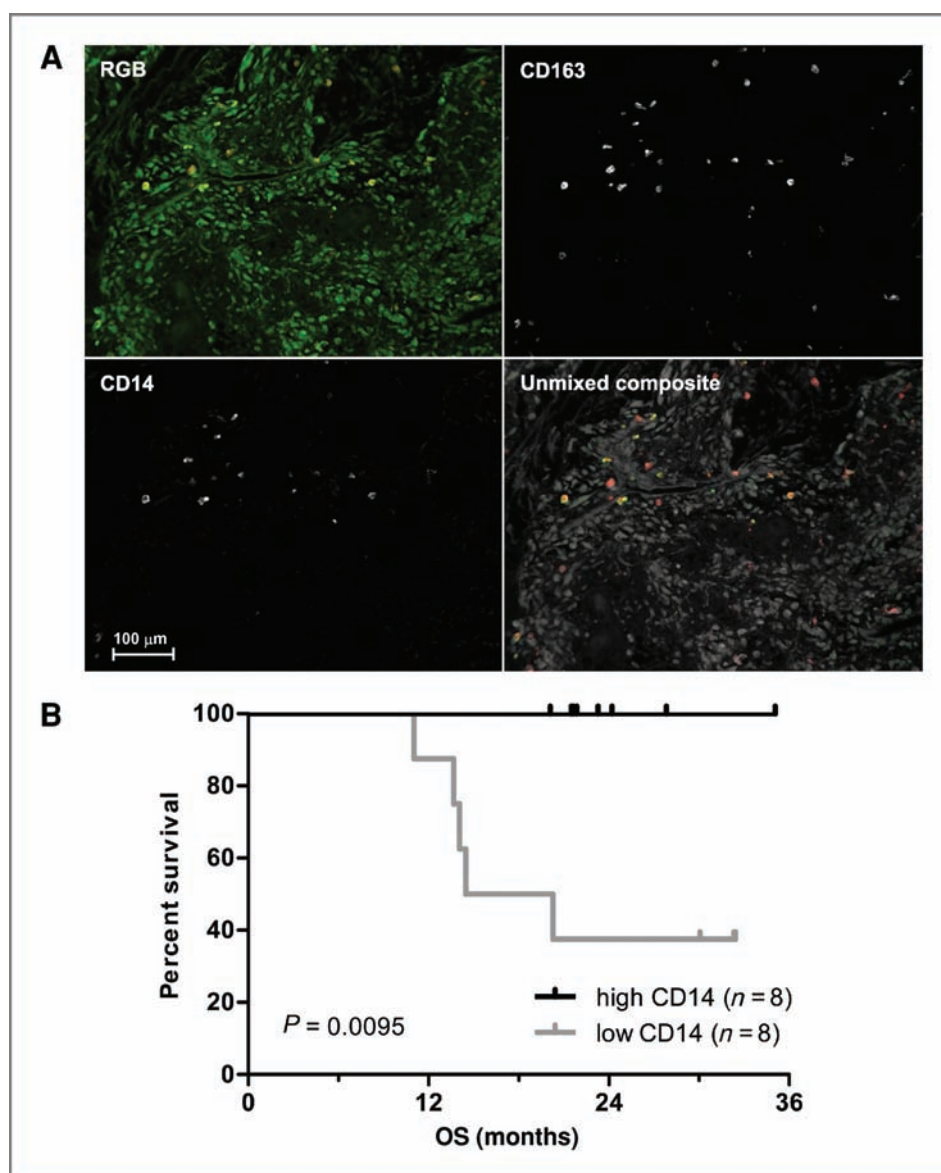 A
RGB
CD163
CD14
Unmixed composite
100 μm
B
100
80
60
40
20
0
Percent survival
P = 0.0095
high CD14 (n = 8)
low CD14 (n = 8)
0
12
24
36
OS (months)